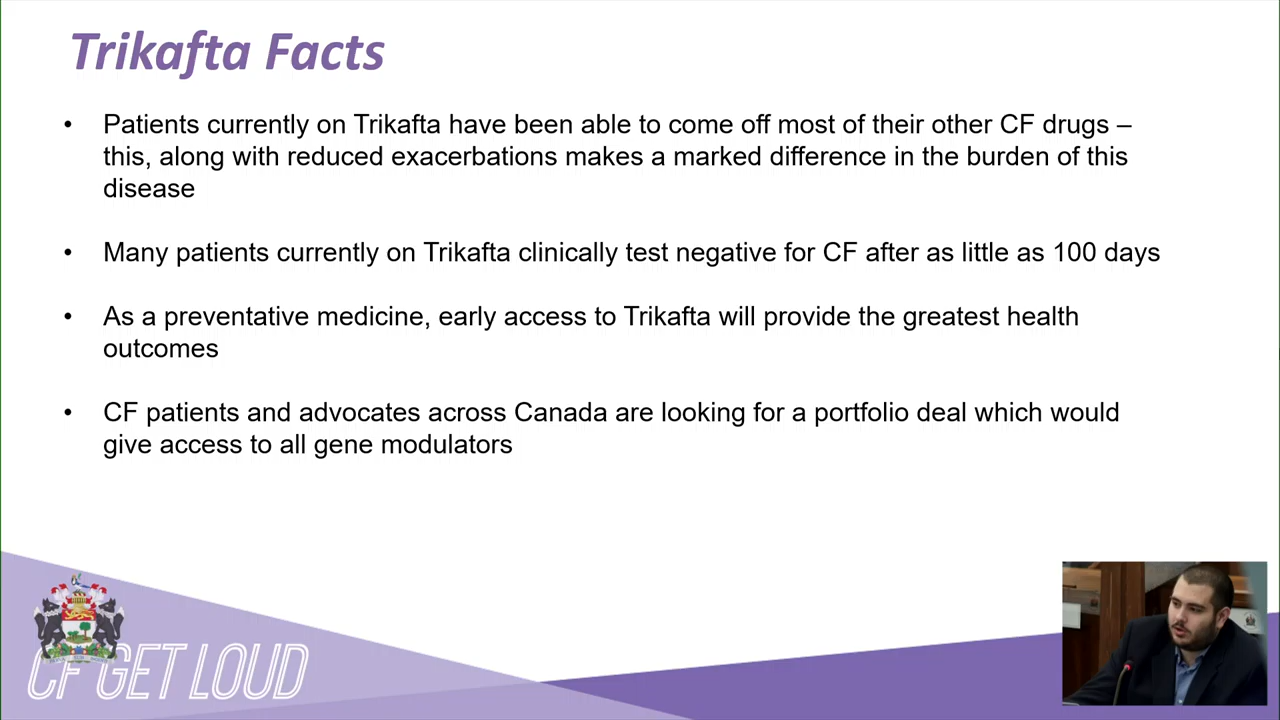 Trikafta Facts
• Patients currently on Trikafta have been able to come off most of their other CF drugs –
this, along with reduced exacerbations makes a marked difference in the burden of this
disease
• Many patients currently on Trikafta clinically test negative for CF after as little as 100 days
• As a preventative medicine, early access to Trikafta will provide the greatest health
outcomes
• CF patients and advocates across Canada are looking for a portfolio deal which would
give access to all gene modulators
CF GET LOUD